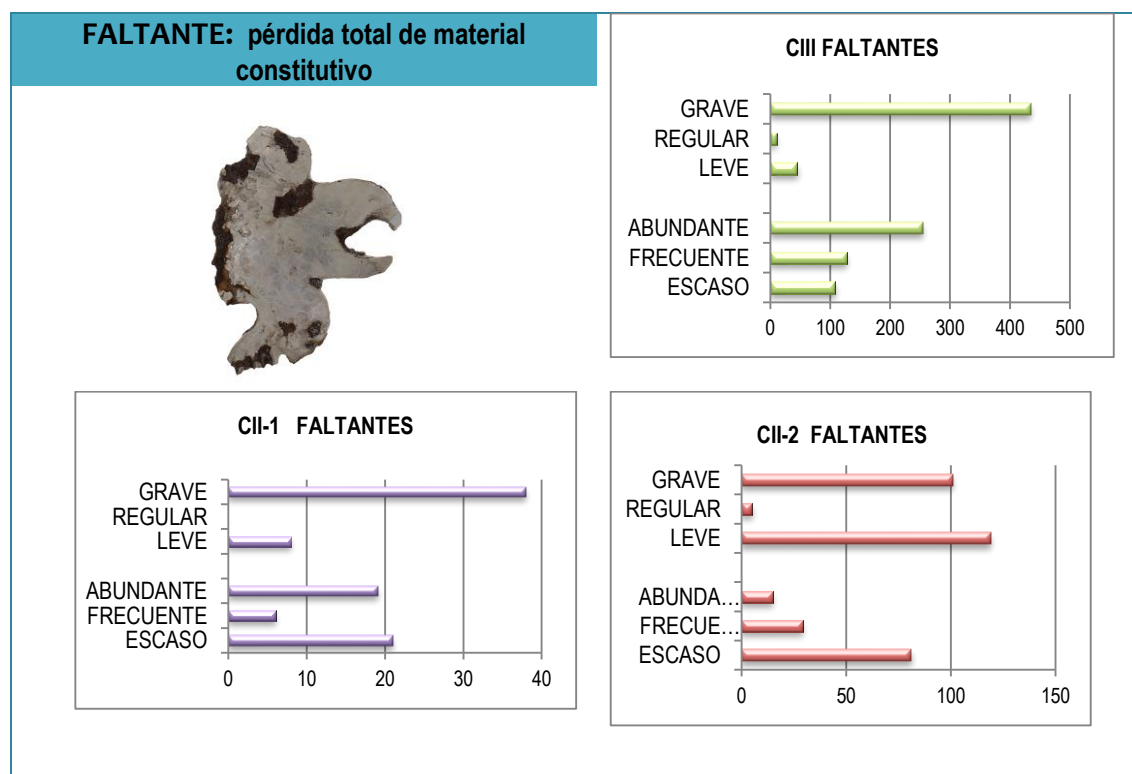 FALTANTE: pérdida total de material
constitutivo
CIII FALTANTES
GRAVE
REGULAR
LEVE
ABUNDANTE
FRECUENTE
ESCASO
0 100 200 300 400 500
CII-1 FALTANTES
GRAVE
REGULAR
LEVE
ABUNDANTE
FRECUENTE
ESCASO
0 10 20 30 40
CII-2 FALTANTES
GRAVE
REGULAR
LEVE
ABUNDA...
FRECUE...
ESCASO
0 50 100 150